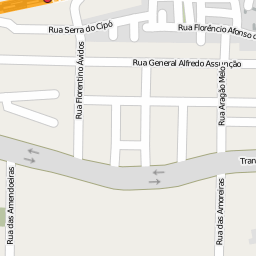 Rua Serra do Cipó
Rua Florêncio Afonso d
Rua General Alfredo Assunção
Rua Florentino Ávidos
Rua Aragão Melo
Tran
Rua das Amendoeiras
Rua das Amoreiras